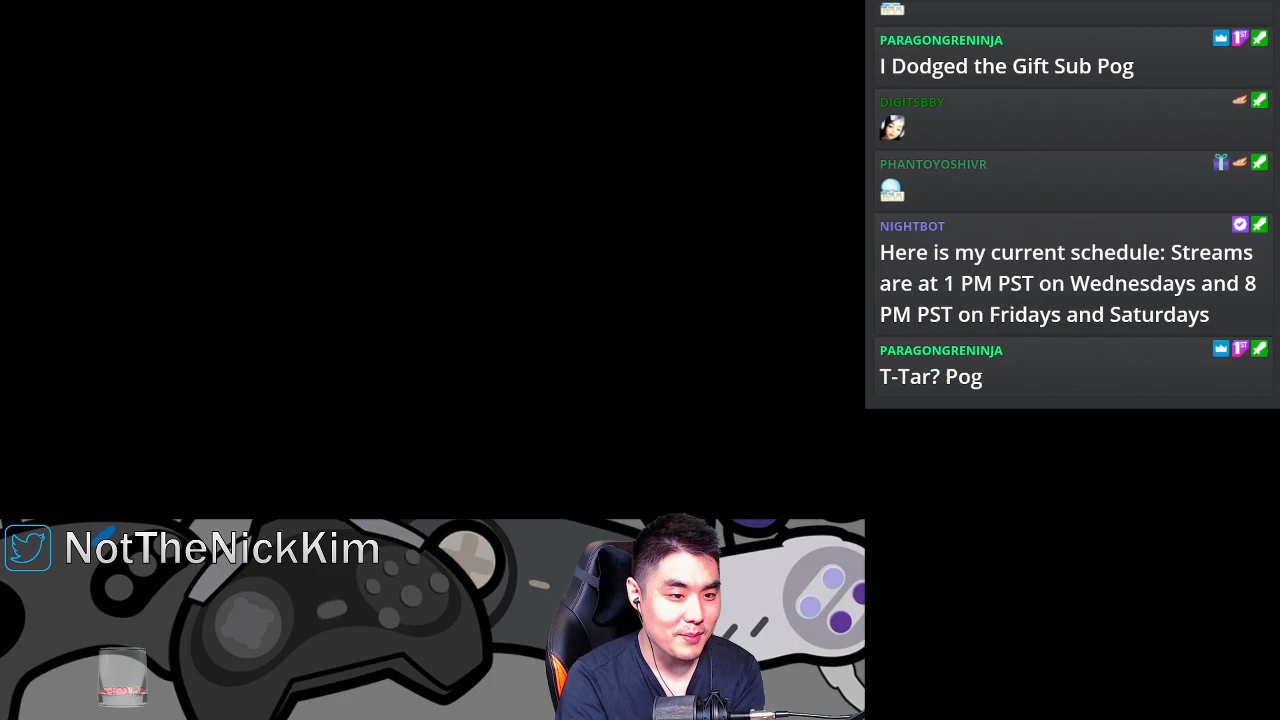 PARAGONGRENINJA
I Dodged the Gift Sub Pog
DIGITSBBY
PHANTOYOSHIVR
NIGHTBOT
Here is my current schedule: Streams
are at 1 PM PST on Wednesdays and 8
PM PST on Fridays and Saturdays
PARAGONGRENINJA
T-Tar? Pog
NotTheNickKim